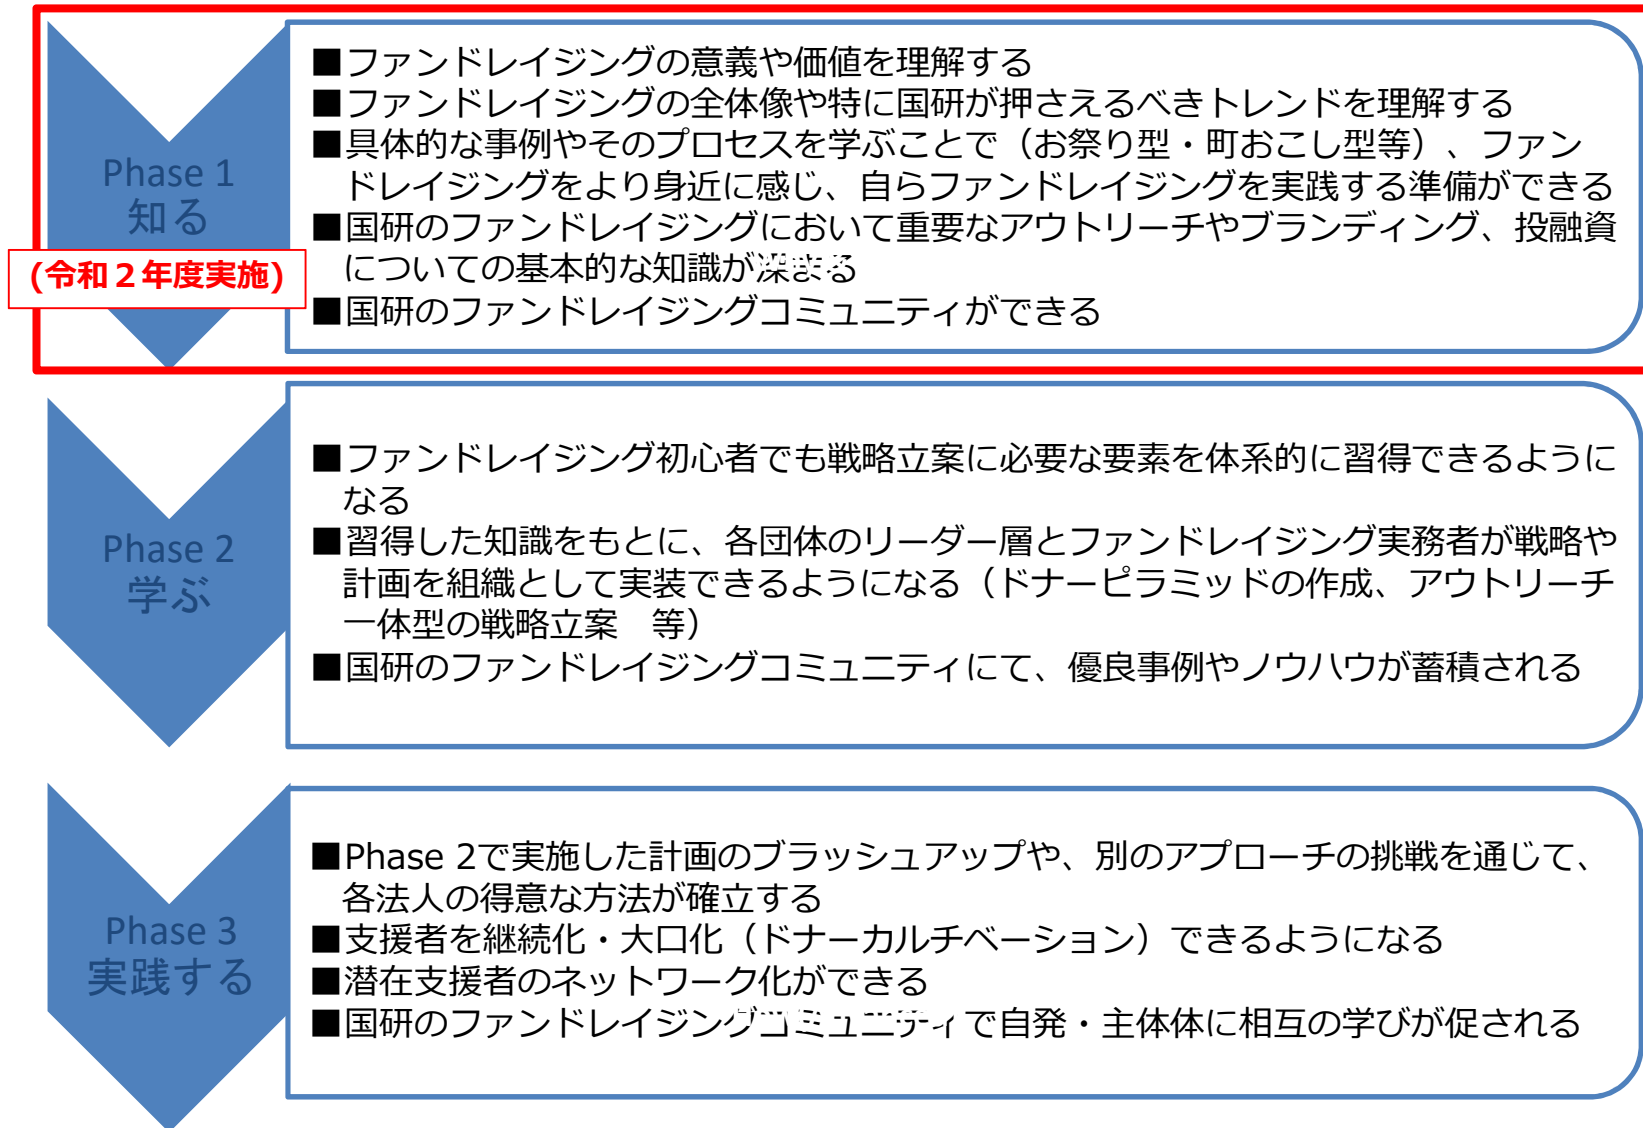 Phase 1
知る
(令和２年度実施)
■ファンドレイジングの意義や価値を理解する
■ファンドレイジングの全体像や特に国研が押さえるべきトレンドを理解する
■具体的な事例やそのプロセスを学ぶことで（お祭り型・町おこし型等）、ファン
ドレイジングをより身近に感じ、自らファンドレイジングを実践する準備ができる
■国研のファンドレイジングにおいて重要なアウトリーチやブランディング、投融資
についての基本的な知識が深まる
■国研のファンドレイジングコミュニティができる
Phase 2
学ぶ
■ファンドレイジング初心者でも戦略立案に必要な要素を体系的に習得できるように
なる
■習得した知識をもとに、各団体のリーダー層とファンドレイジング実務者が戦略や
計画を組織として実装できるようになる（ドナーピラミッドの作成、アウトリーチ
一体型の戦略立案　等）
■国研のファンドレイジングコミュニティにて、優良事例やノウハウが蓄積される
Phase 3
実践する
■Phase 2で実施した計画のブラッシュアップや、別のアプローチの挑戦を通じて、
各法人の得意な方法が確立する
■支援者を継続化・大口化（ドナーカルチベーション）できるようになる
■潜在支援者のネットワーク化ができる
■国研のファンドレイジングコミュニティで自発・主体体に相互の学びが促される